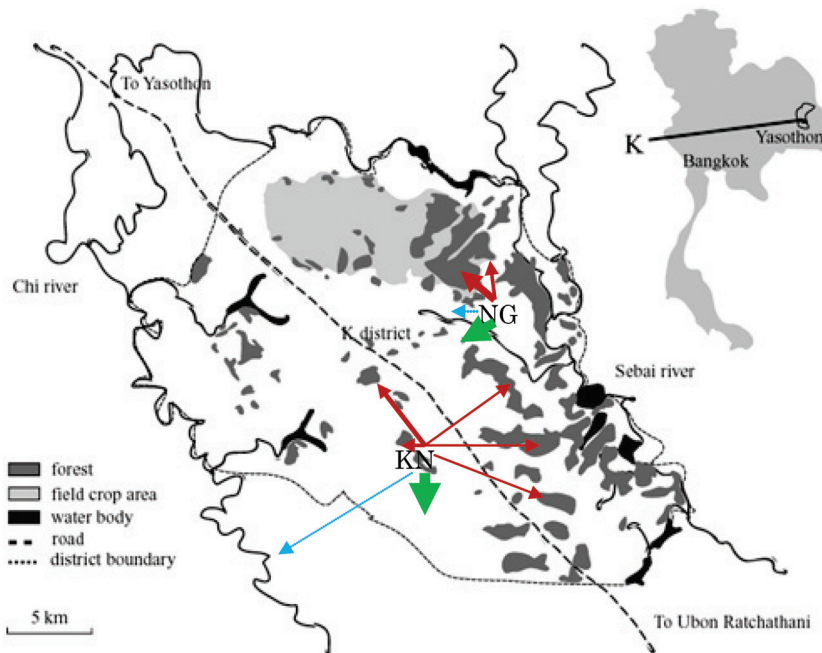 To Yasothon
K
Yasothon
Bangkok
Chi river
NG
K district
Sebai river
KN
forest
field crop area
water body
road
district boundary
5 km
To Ubon Ratchathani